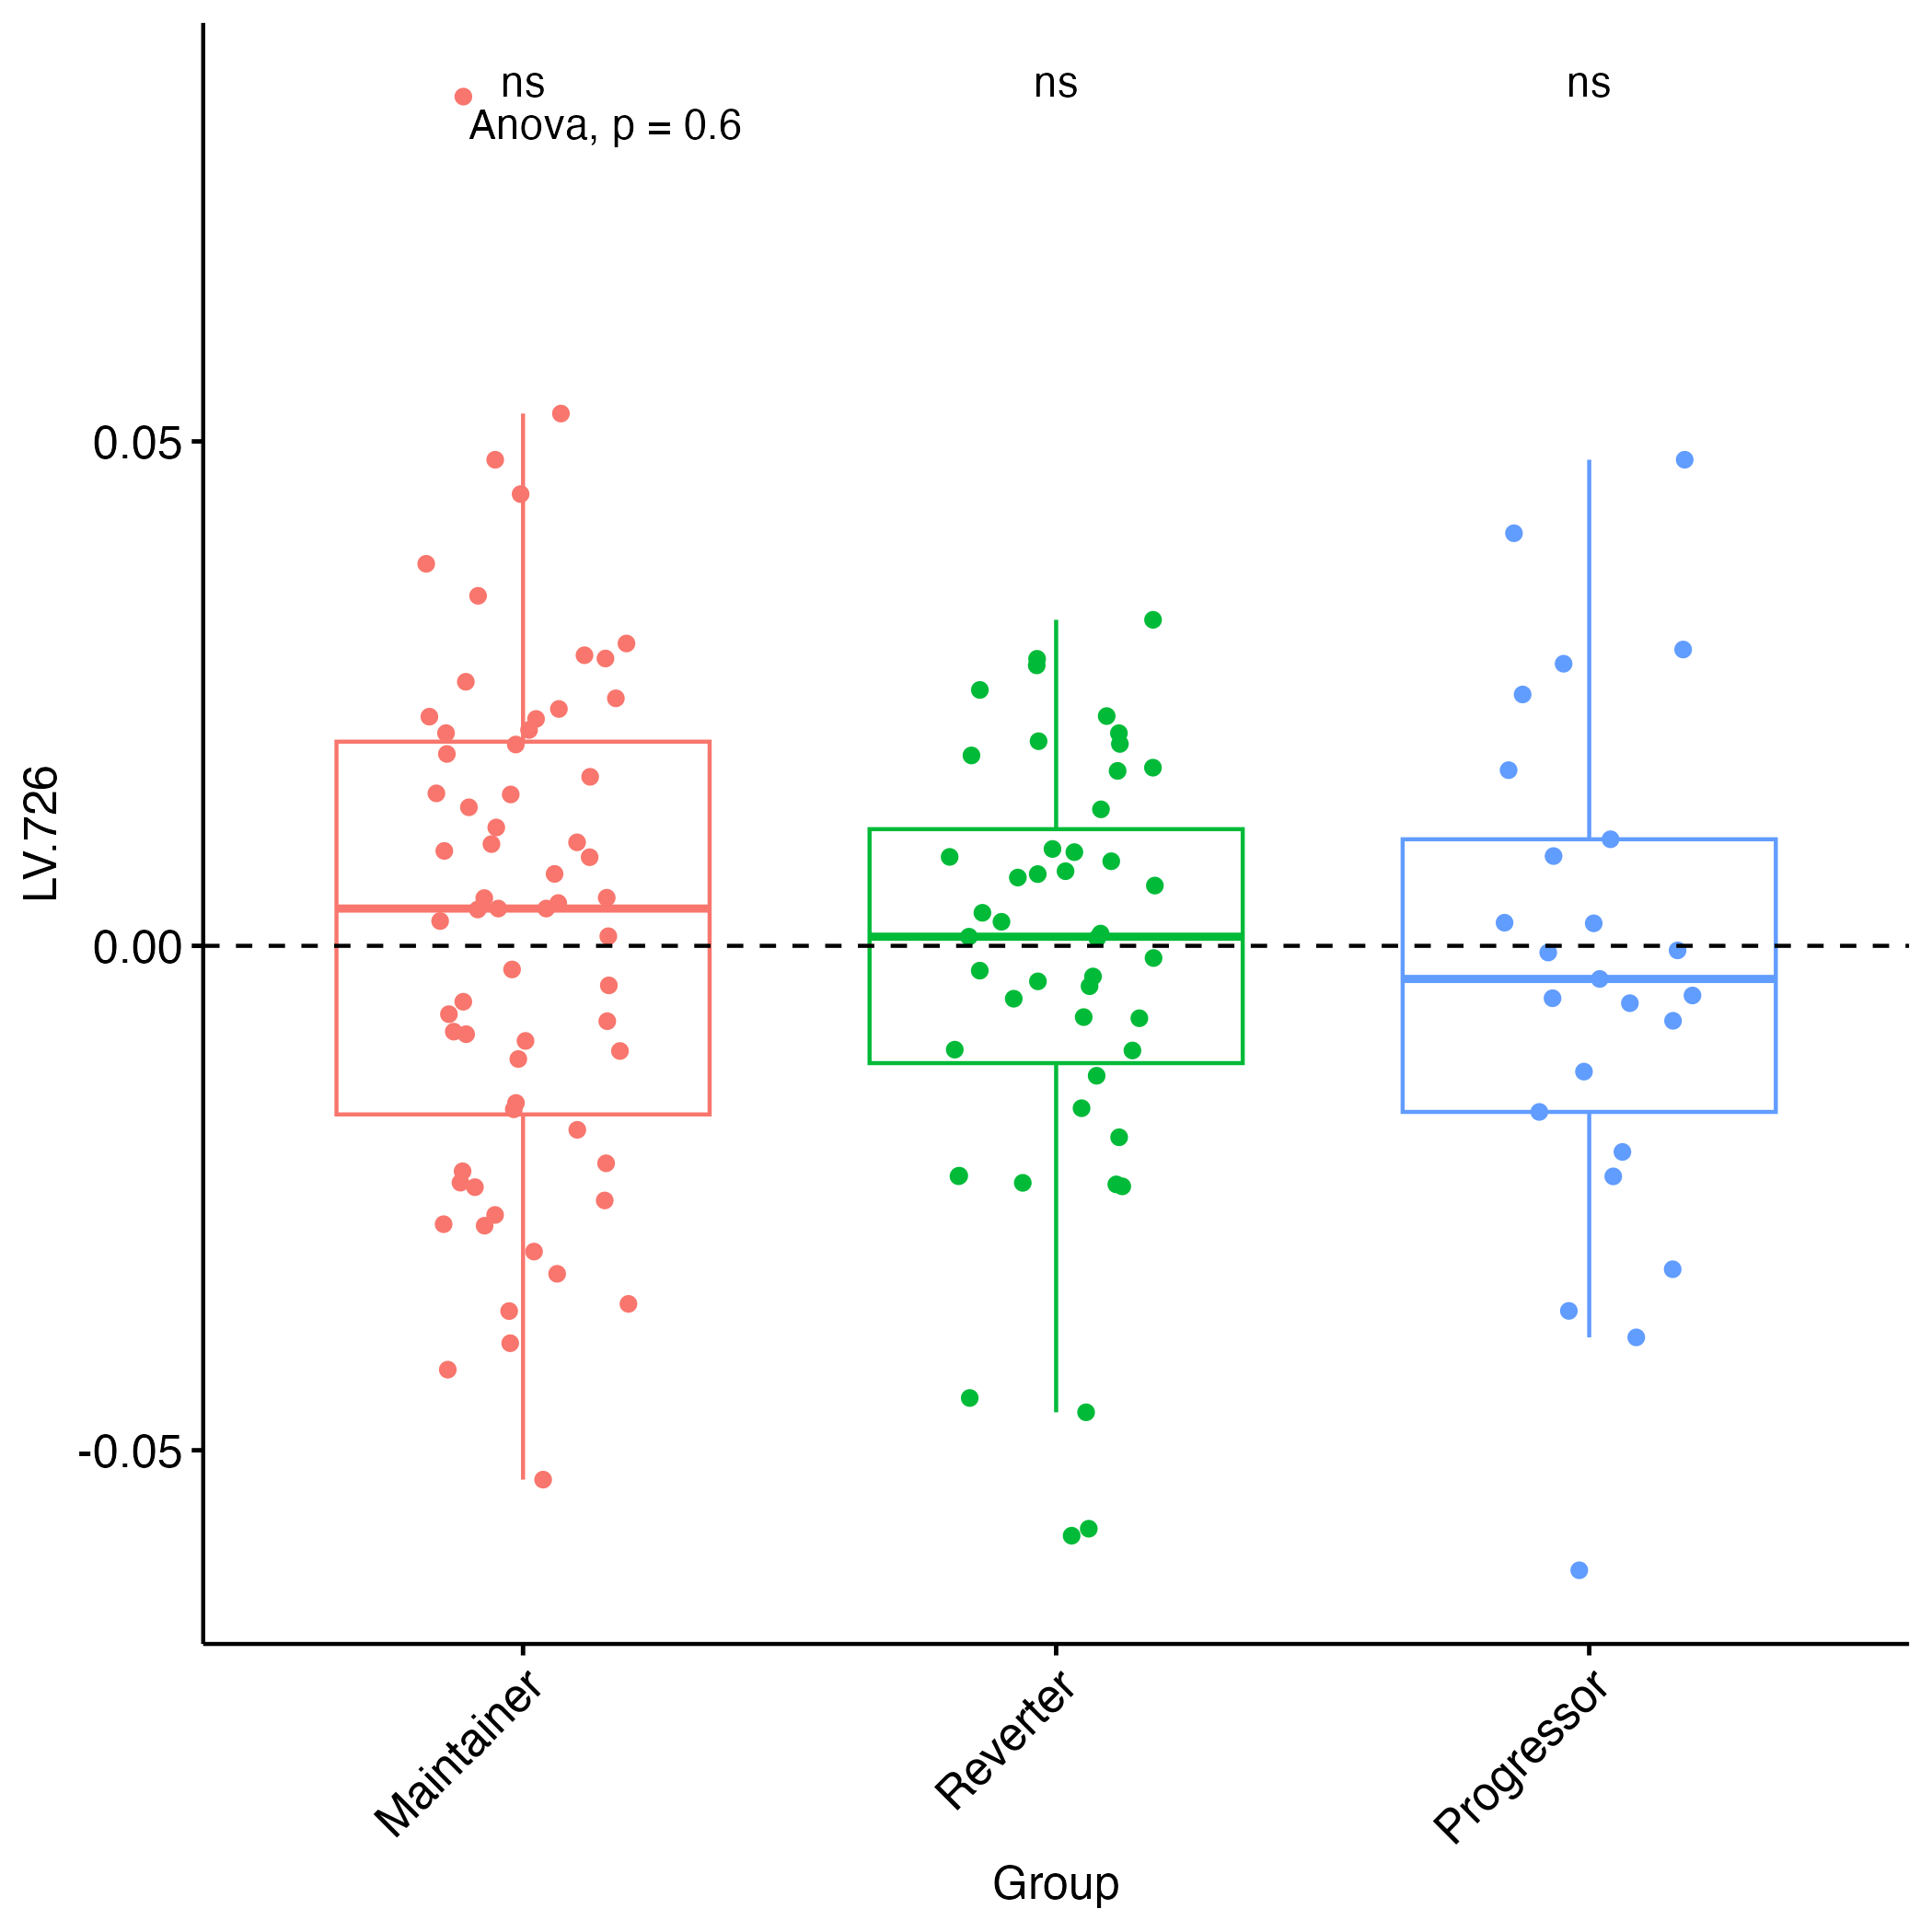 ns ns ns
Anova, p = 0.6
LV.726
0.05
0.00
-0.05
Maintainer
Reverter
Progressor
Group